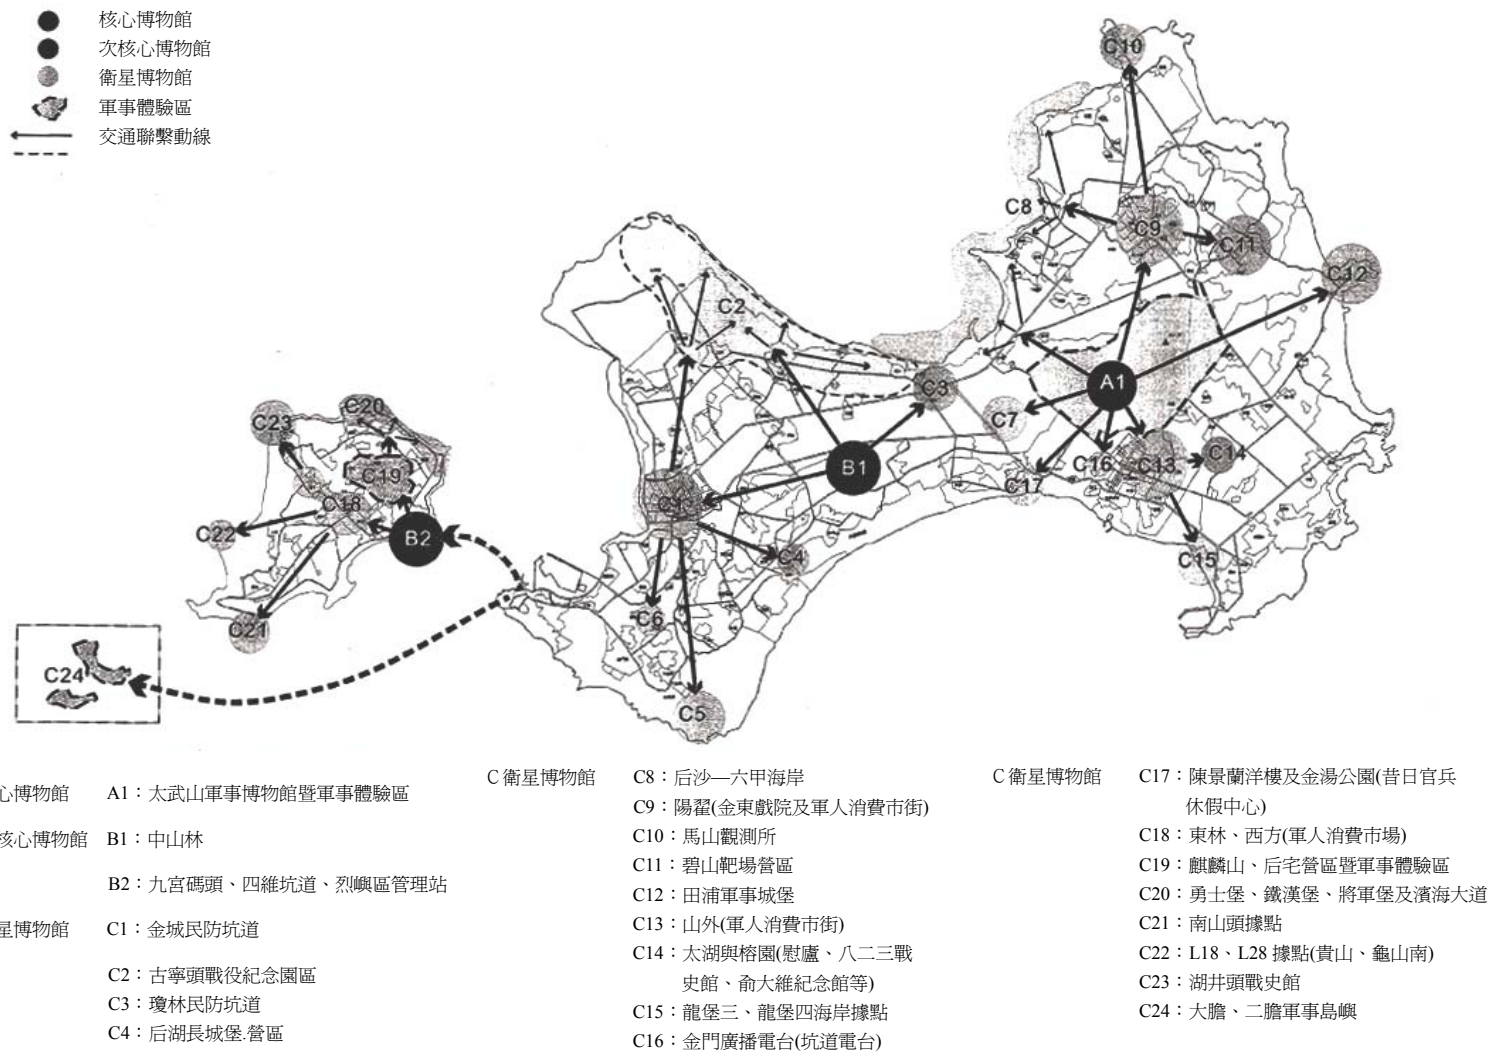 核心博物館
次核心博物館
衛星博物館
軍事體驗區
交通聯繫動線
C10
C8
C9
C11
C12
C2
A1
C3
C7
C20
C23
C19
B1
C16
C13
C14
C17
C1
C18
C22
B2
C4
C15
C6
C21
C24
C5
心博物館 A1：太武山軍事博物館暨軍事體驗區
核心博物館 B1：中山林
B2：九宮碼頭、四維坑道、烈嶼區管理站
星博物館 C1：金城民防坑道
C2：古寧頭戰役紀念園區
C3：瓊林民防坑道
C4：后湖長城堡.營區
C衛星博物館 C8：后沙—六甲海岸
C9：陽翟(金東戲院及軍人消費市街)
C10：馬山觀測所
C11：碧山靶場營區
C12：田浦軍事城堡
C13：山外(軍人消費市街)
C14：太湖與榕園(慰廬、八二三戰
史館、俞大維紀念館等)
C15：龍堡三、龍堡四海岸據點
C16：金門廣播電台(坑道電台)
C衛星博物館 C17：陳景蘭洋樓及金湯公園(昔日官兵
休假中心)
C18：東林、西方(軍人消費市場)
C19：麒麟山、后宅營區暨軍事體驗區
C20：勇士堡、鐵漢堡、將軍堡及濱海大道
C21：南山頭據點
C22：L18、L28 據點(貴山、龜山南)
C23：湖井頭戰史館
C24：大膽、二膽軍事島嶼